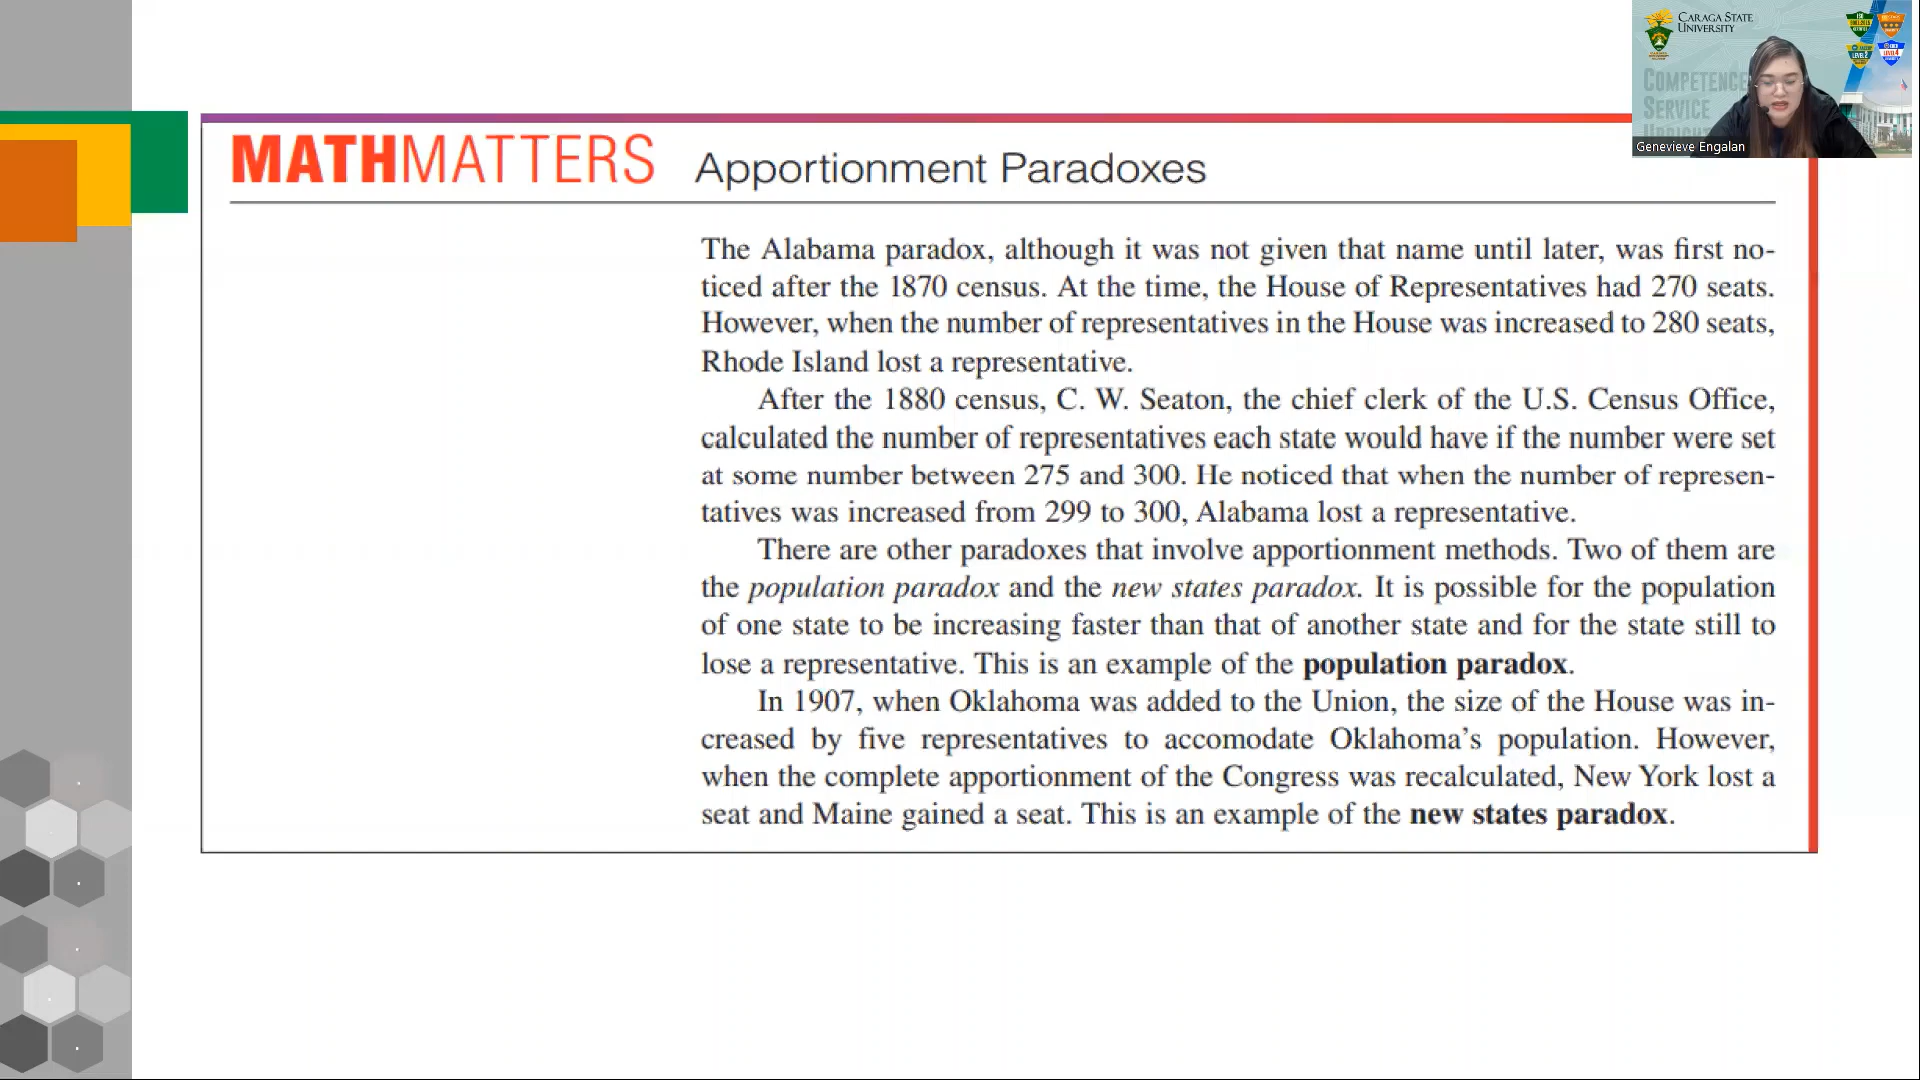 CARAGA STATE
UNIVERSITY
COMPETENCE
SERVICE
Genevieve Engalan
MATHMATTERS Apportionment Paradoxes
The Alabama paradox, although it was not given that name until later, was first no-
ticed after the 1870 census. At the time, the House of Representatives had 270 seats.
However, when the number of representatives in the House was increased to 280 seats,
Rhode Island lost a representative.
After the 1880 census, C. W. Seaton, the chief clerk of the U.S. Census Office,
calculated the number of representatives each state would have if the number were set
at some number between 275 and 300. He noticed that when the number of represen-
tatives was increased from 299 to 300, Alabama lost a representative.
There are other paradoxes that involve apportionment methods. Two of them are
the population paradox and the new states paradox. It is possible for the population
of one state to be increasing faster than that of another state and for the state still to
lose a representative. This is an example of the population paradox.
In 1907, when Oklahoma was added to the Union, the size of the House was in-
creased by five representatives to accomodate Oklahoma's population. However,
when the complete apportionment of the Congress was recalculated, New York lost a
seat and Maine gained a seat. This is an example of the new states paradox.